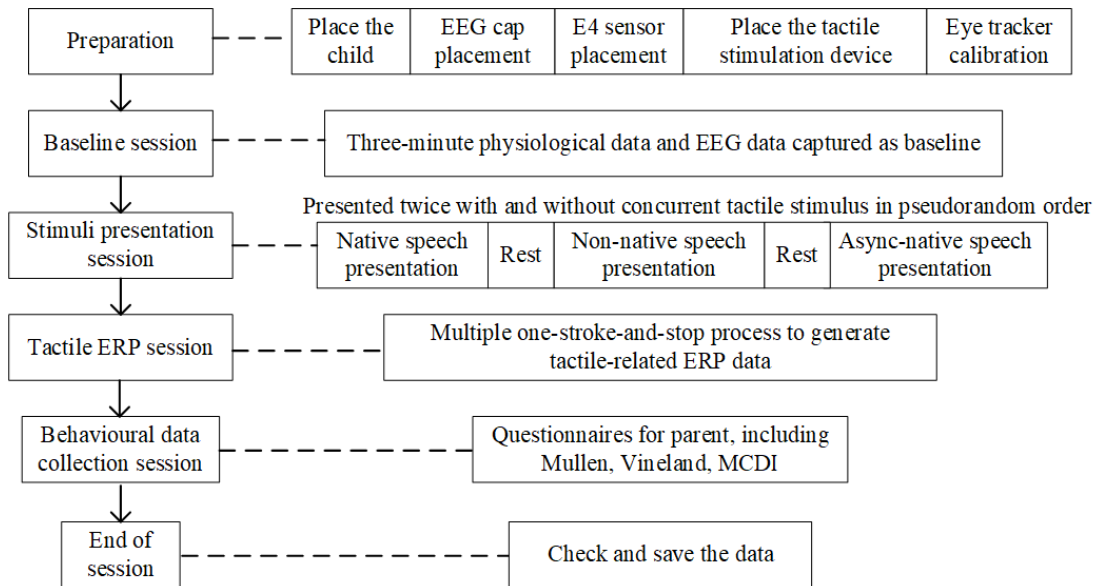 Preparation
Place the
child
EEG cap
placement
E4 sensor
placement
Place the tactile
stimulation device
Eye tracker
calibration
Baseline session
Three-minute physiological data and EEG data captured as baseline
Presented twice with and without concurrent tactile stimulus in pseudorandom order
Stimuli presentation
session
Native speech
presentation
Rest
Non-native speech
presentation
Rest
Async-native speech
presentation
Tactile ERP session
Multiple one-stroke-and-stop process to generate
tactile-related ERP data
Behavioural data
collection session
Questionnaires for parent, including
Mullen, Vineland, MCDI
End of
session
Check and save the data